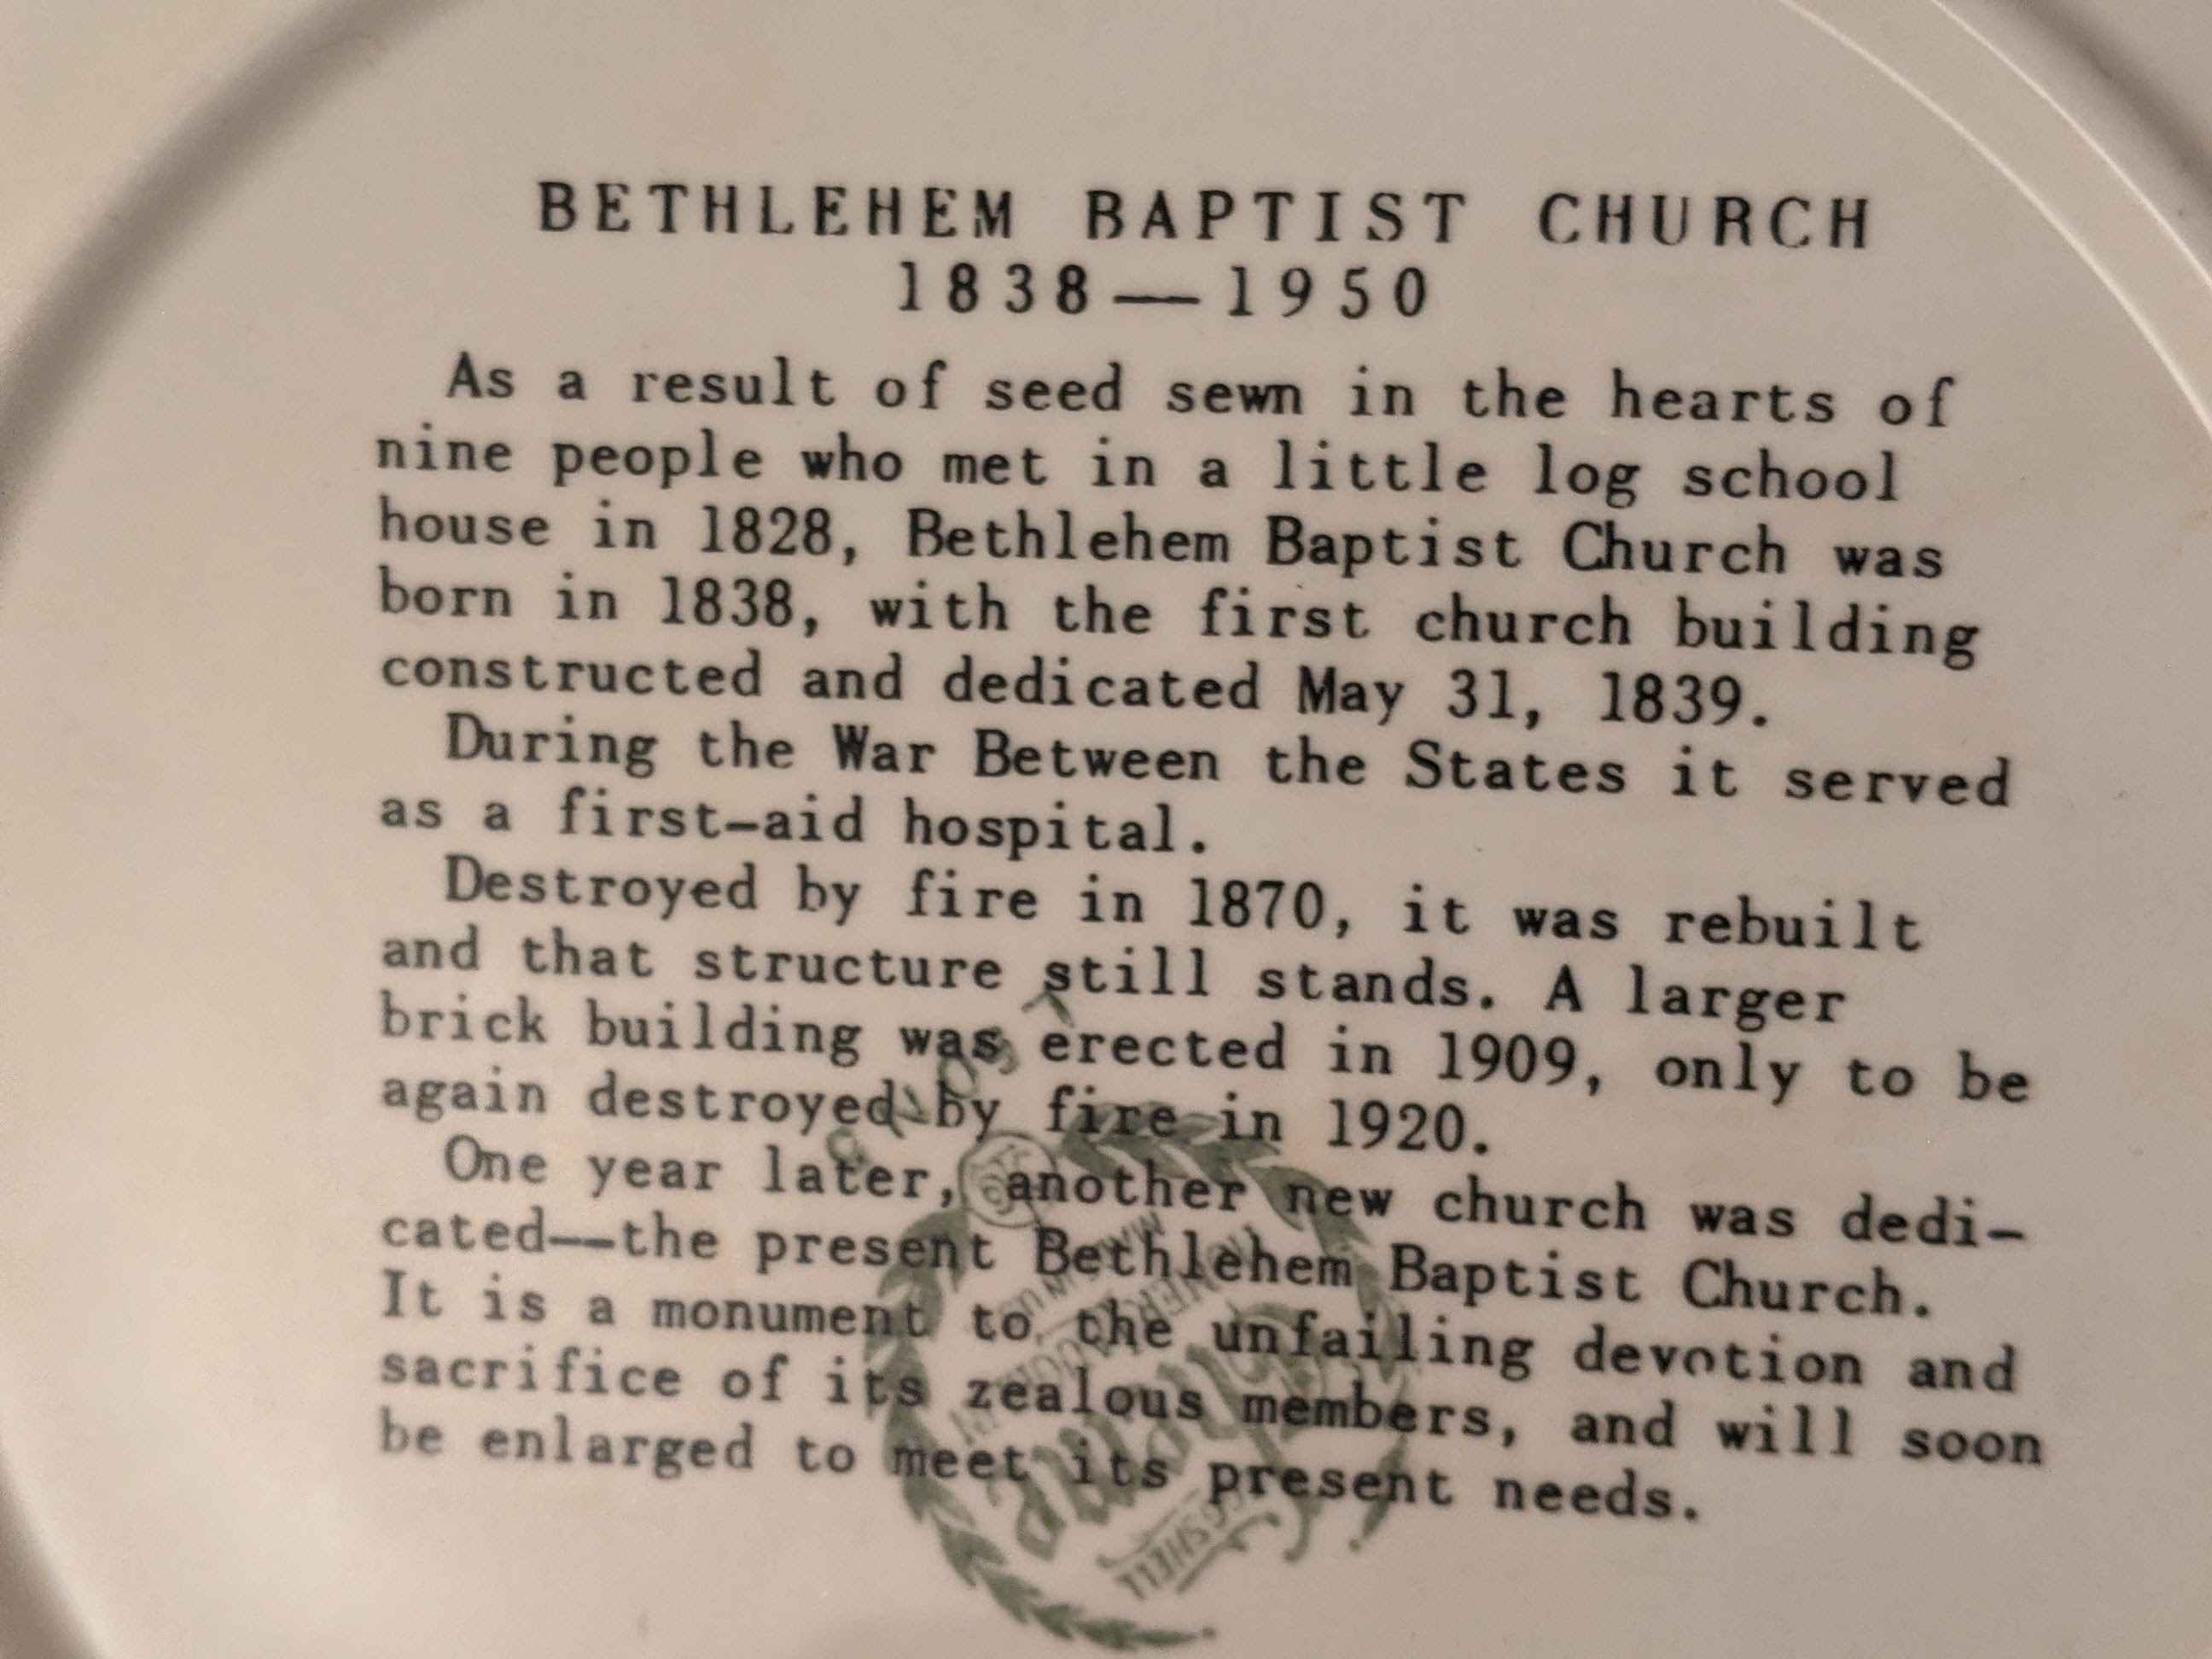 BETHLEHEM BAPTIST CHURCH
1838—1950
As a result of seed sewn in the hearts of
nine people who met in a little log school
house in 1828, Bethlehem Baptist Church was
born in 1838, with the first church building
constructed and dedicated May 31, 1839.
During the War Between the States it served
as a first-aid hospital.
Destroyed by fire in 1870, it was rebuilt
and that structure still stands. A larger
brick building was erected in 1909, only to be
again destroyed by fire in 1920.
One year later, another new church was dedi-
cated--the present Bethlehem Baptist Church.
It is a monument to the unfailing devotion and
sacrifice of its zealous members, and will soon
be enlarged to meet its present needs.
EGGSHELL